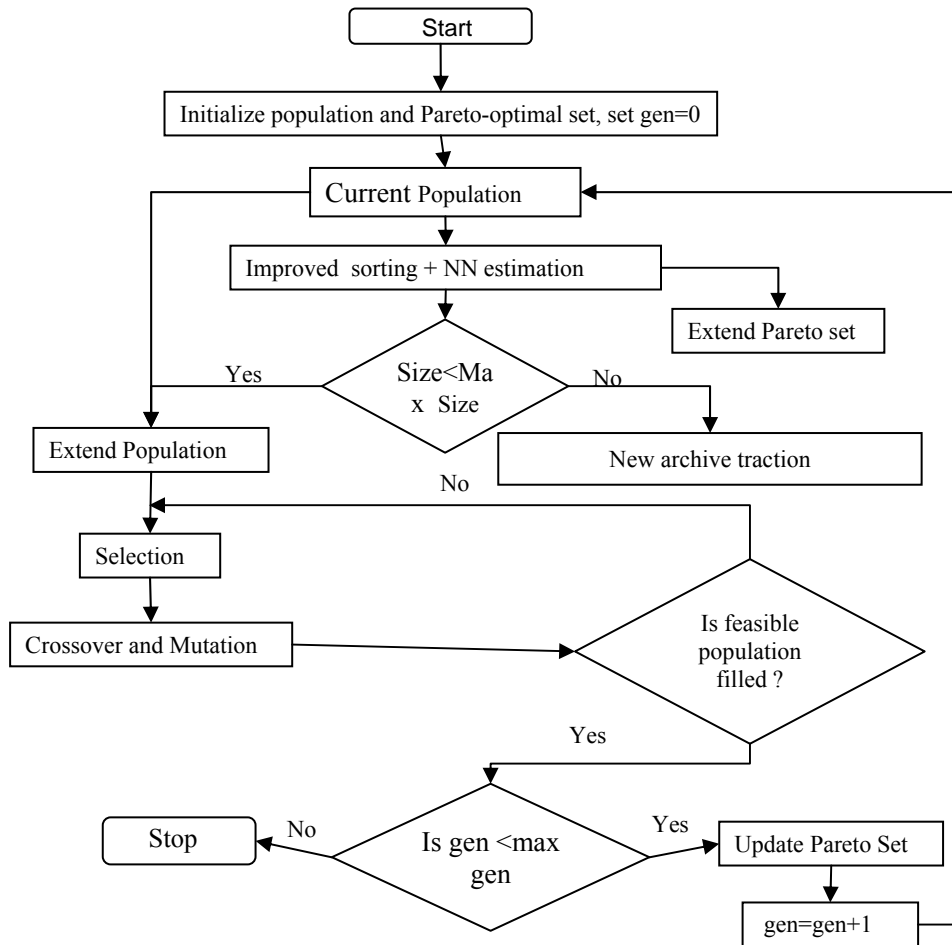 Start
Initialize population and Pareto-optimal set, set gen=0
Current Population
Improved sorting + NN estimation
Extend Pareto set
Size<Ma
x Size
Yes
No
Extend Population
New archive traction
No
Selection
Crossover and Mutation
Is feasible
population
filled ?
Yes
Is gen <max
gen
No
Stop
Yes
Update Pareto Set
gen=gen+1